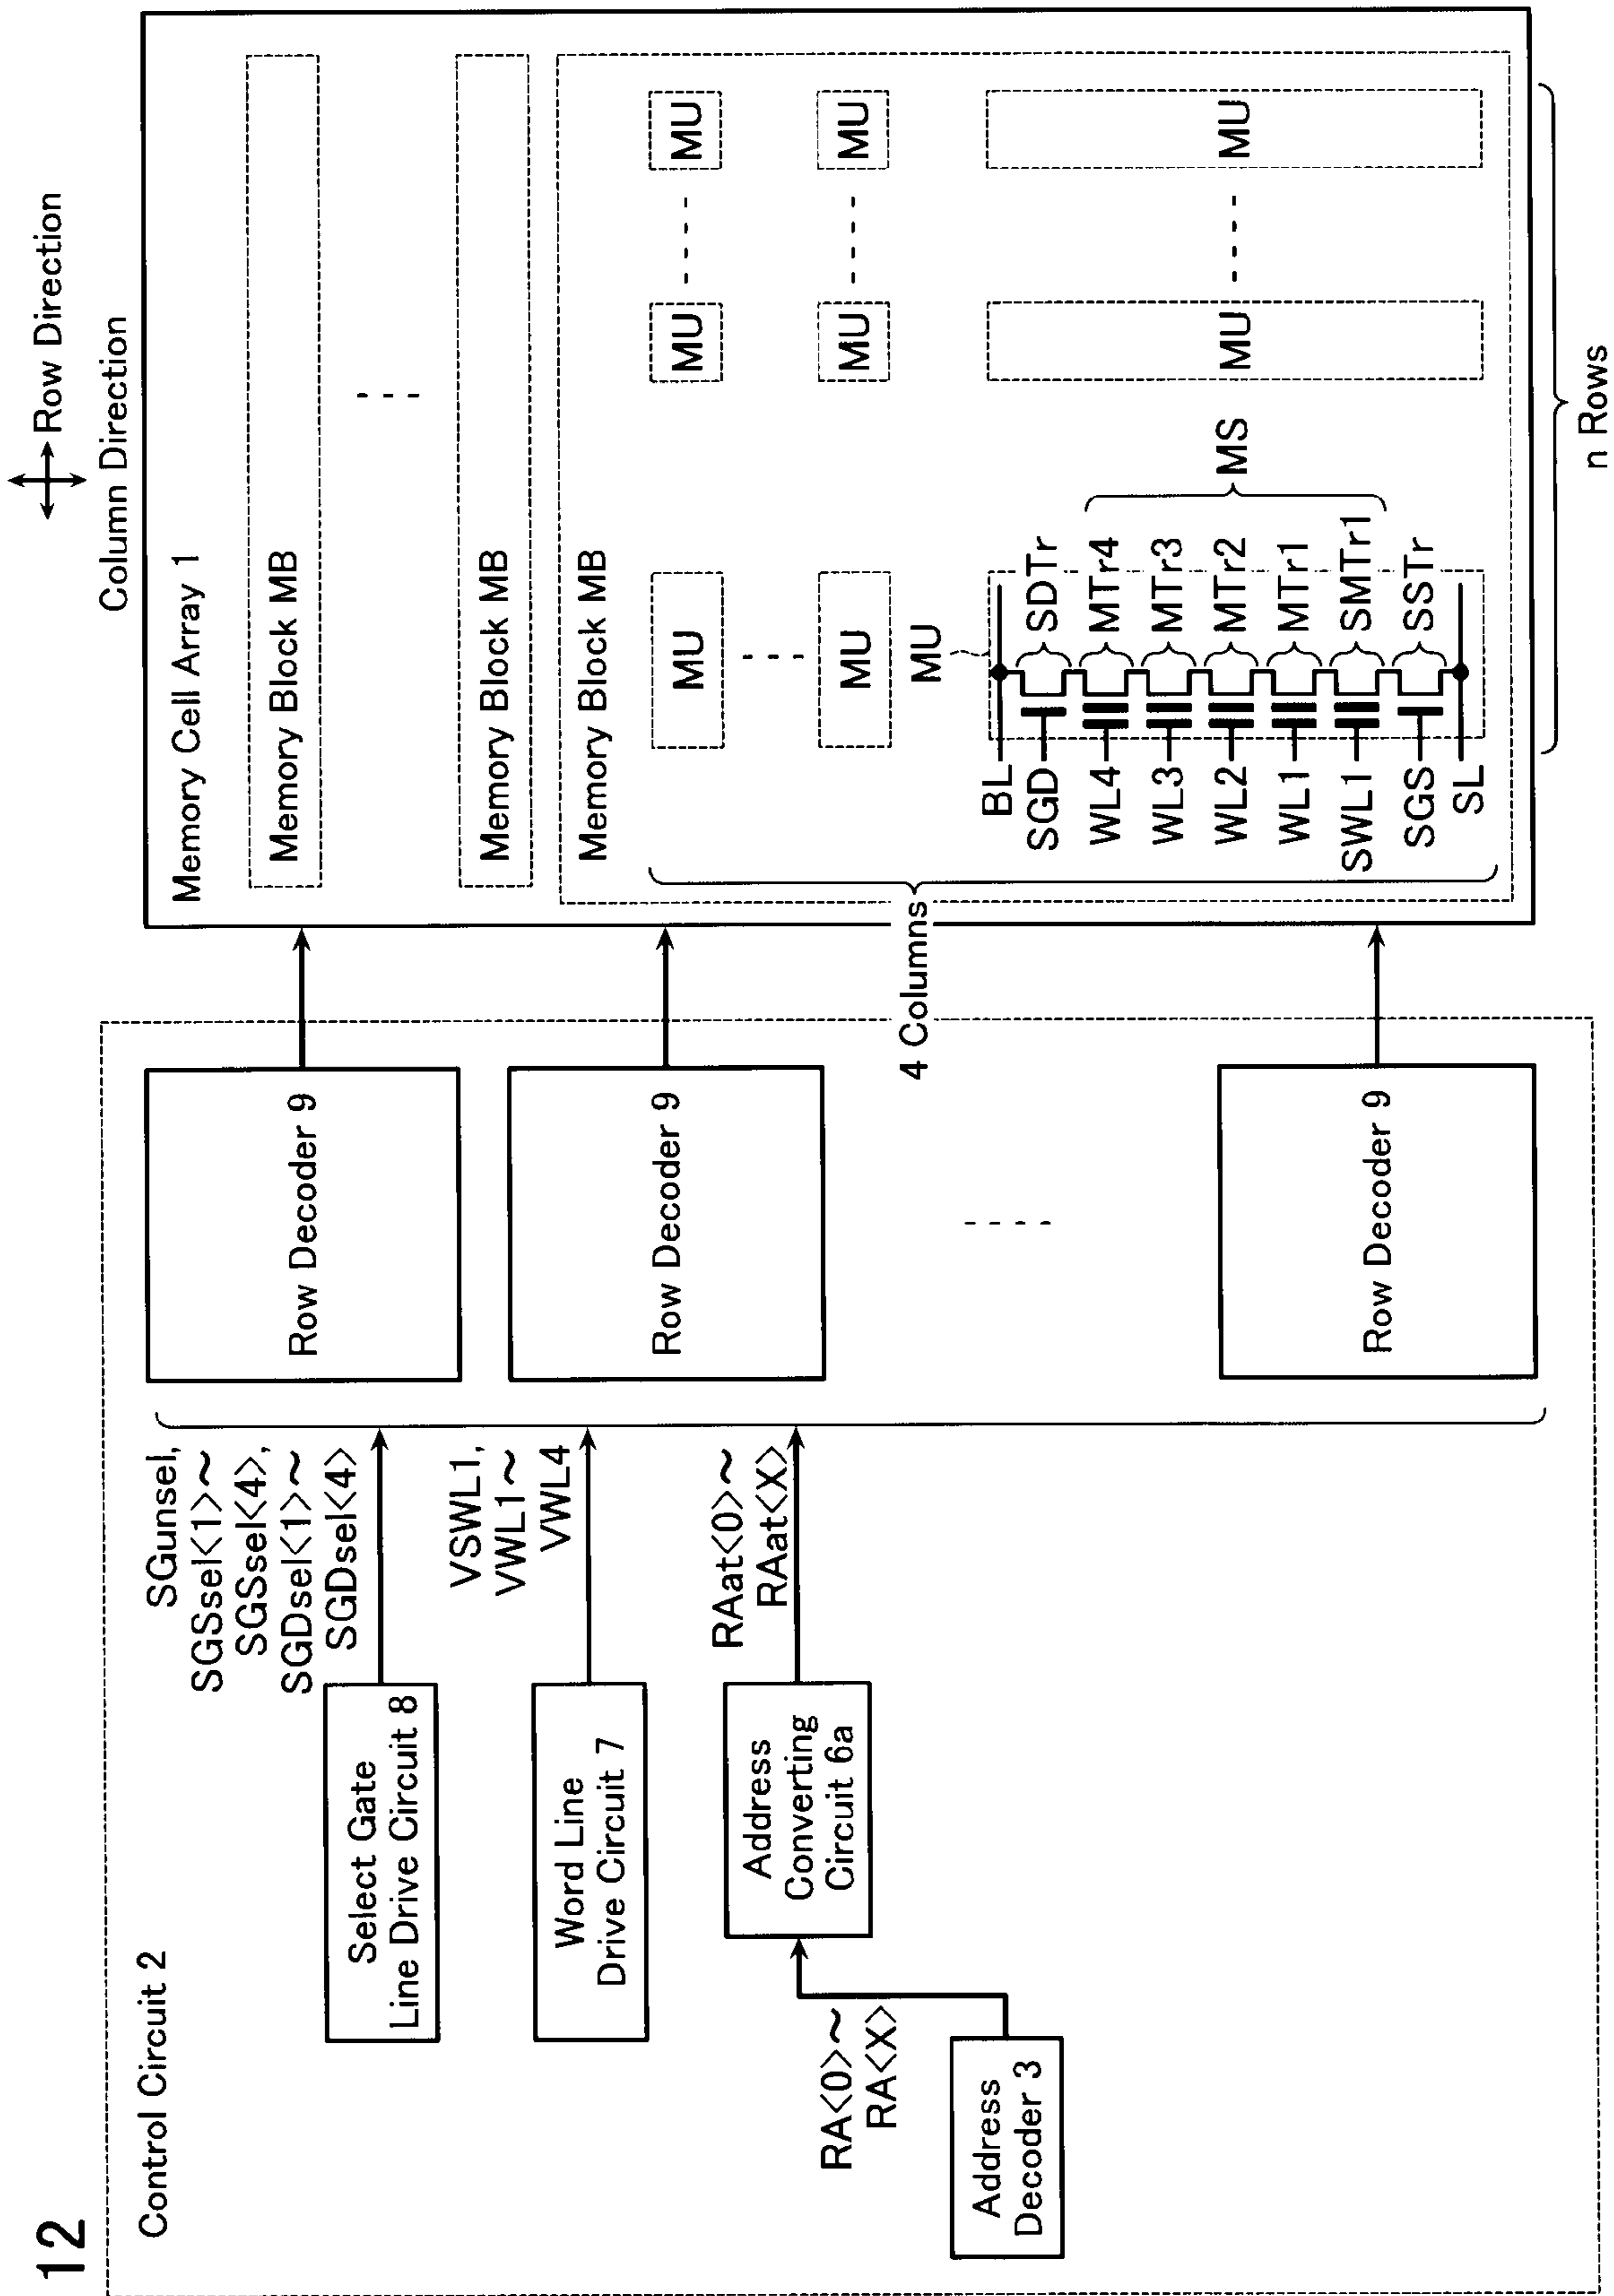 12
Row Direction
Column Direction
Control Circuit 2
Memory Cell Array 1
SGunsel,
SGSsel<1>~
SGSsel<4>,
SGDsel<1>~
SGDsel<4>
Select Gate
Line Drive Circuit 8
Row Decoder 9
Memory Block MB
VSWL1,
VWL1~
VWL4
Word Line
Drive Circuit 7
Row Decoder 9
Memory Block MB
Memory Block MB
RAat<0>~
RAat<X>
Address
Converting
Circuit 6a
RA<0>~
RA<X>
Address
Decoder 3
Row Decoder 9
4 Columns
MU
MU
MU
MU
MU
MU
MU
BL
SGD
SDTr
WL4
MTr4
WL3
MTr3
WL2
MTr2
MS
MU
MU
WL1
MTr1
SWL1
SMTr1
SGS
SSTr
SL
n Rows